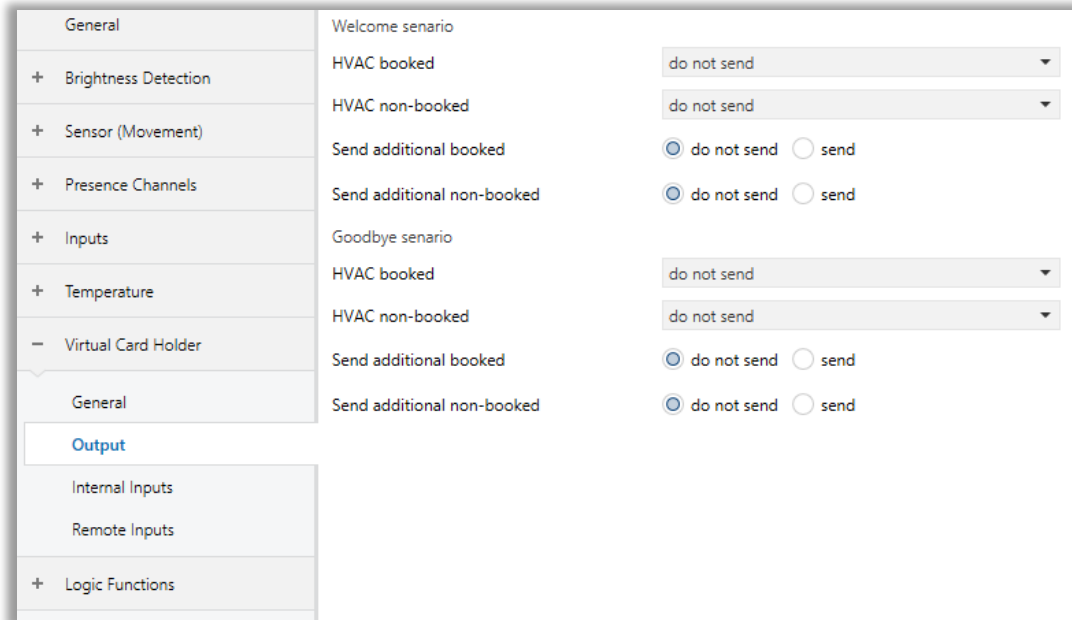 General
Brightness Detection
Sensor (Movement)
Presence Channels
Inputs
Temperature
Virtual Card Holder
General
Output
Internal Inputs
Remote Inputs
Logic Functions
Welcome senario
HVAC booked do not send
HVAC non-booked do not send
Send additional booked do not send send
Send additional non-booked do not send send
Goodbye senario
HVAC booked do not send
HVAC non-booked do not send
Send additional booked do not send send
Send additional non-booked do not send send